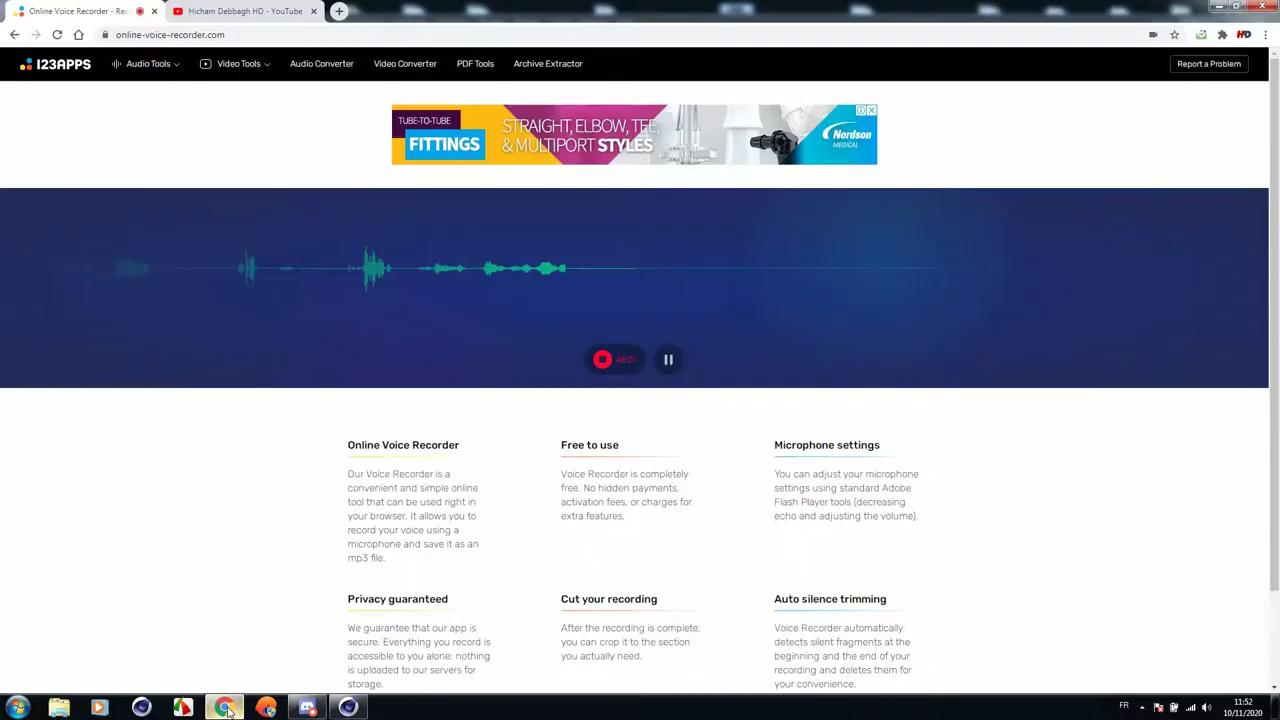 Online Voice Recorder - Re
Hicham Debbagh HD - YouTube
online-voice-recorder.com
123APPS
Audio Tools
Video Tools
Audio Converter
Video Converter
PDF Tools
Archive Extractor
Report a Problem
TUBE-TO-TUBE
FITTINGS
STRAIGHT, ELBOW, TEE,
& MULTIPORT STYLES
Nordson
MEDICAL
48:01
Online Voice Recorder
Our Voice Recorder is a
convenient and simple online
tool that can be used right in
your browser. It allows you to
record your voice using a
microphone and save it as an
mp3 file.
Free to use
Voice Recorder is completely
free. No hidden payments,
activation fees, or charges for
extra features.
Microphone settings
You can adjust your microphone
settings using standard Adobe
Flash Player tools (decreasing
echo and adjusting the volume).
Privacy guaranteed
We guarantee that our app is
secure. Everything you record is
accessible to you alone: nothing
is uploaded to our servers for
storage.
Cut your recording
After the recording is complete,
you can crop it to the section
you actually need.
Auto silence trimming
Voice Recorder automatically
detects silent fragments at the
beginning and the end of your
recording and deletes them for
your convenience.
FR
11:52
10/11/2020